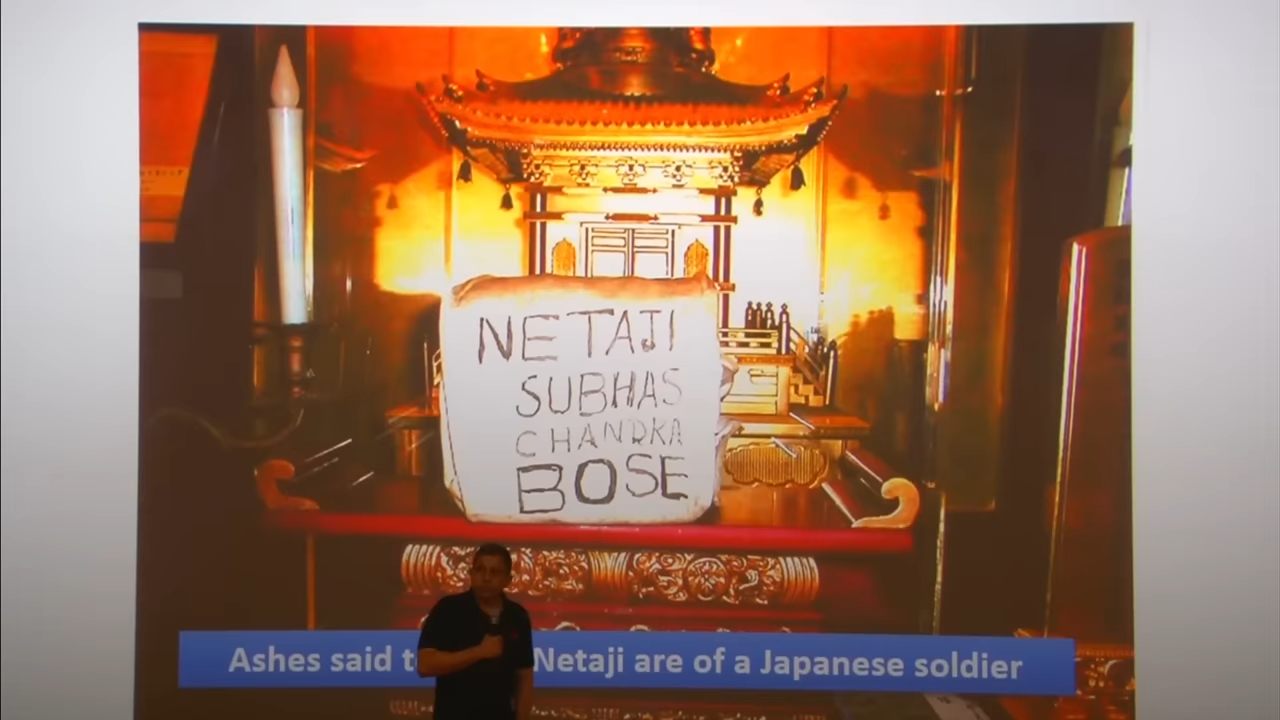 NETAJI
SUBHAS
CHANDRA
BOSE
Ashes said Netaji are of a Japanese soldier